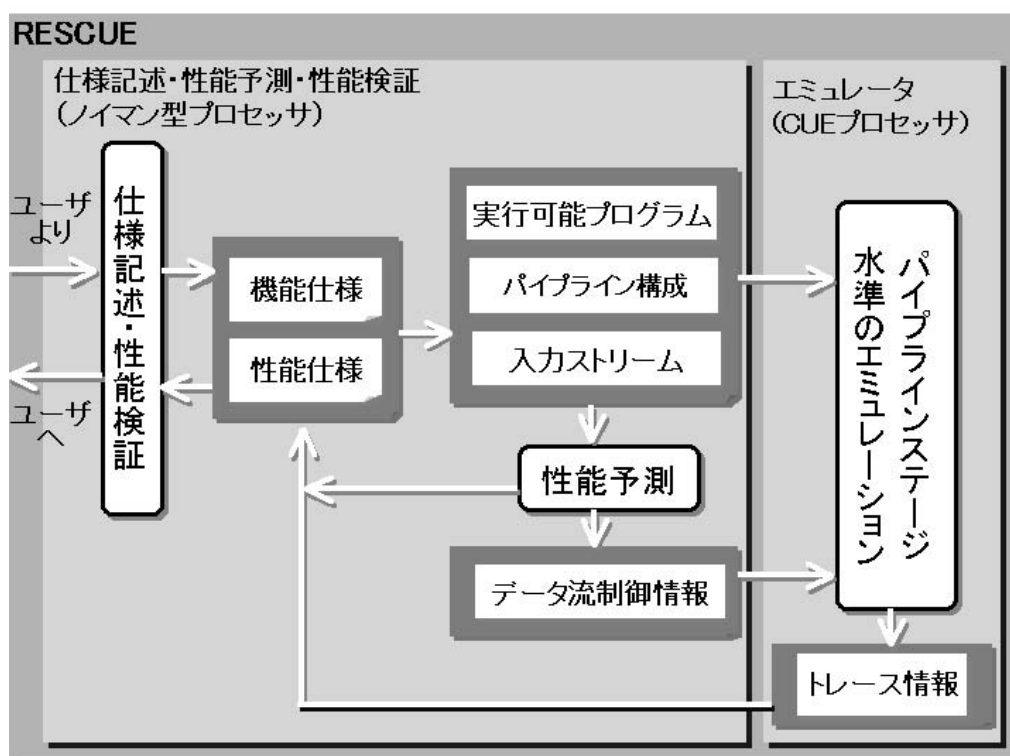 RESCUE
仕様記述・性能予測・性能検証
(ノイマン型プロセッサ)
エミュレータ
(CUEプロセッサ)
ユーザ
より
ユーザ
へ
仕様記述・性能検証
機能仕様
性能仕様
実行可能プログラム
パイプライン構成
入力ストリーム
性能予測
データ流制御情報
パイプラインステージ
水準のエミュレーション
トレース情報